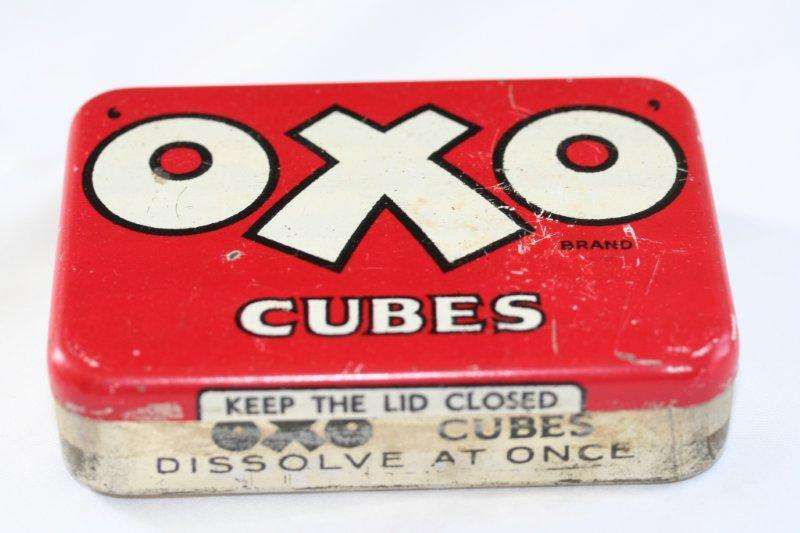 'OXO'
BRAND
CUBES
KEEP THE LID CLOSED
OXO CUBES
DISSOLVE AT ONCE